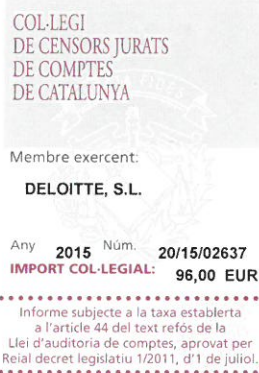 COL·LEGI
DE CENSORS JURATS
DE COMPTES
DE CATALUNYA
Membre exercent:
DELOITTE, S.L.
Any 2015 Núm. 20/15/02637
IMPORT COL·LEGIAL: 96,00 EUR
Informe subjecte a la taxa establerta
a l'article 44 del text refós de la
Llei d'auditoria de comptes, aprovat per
Reial decret legislatiu 1/2011, d'1 de juliol.